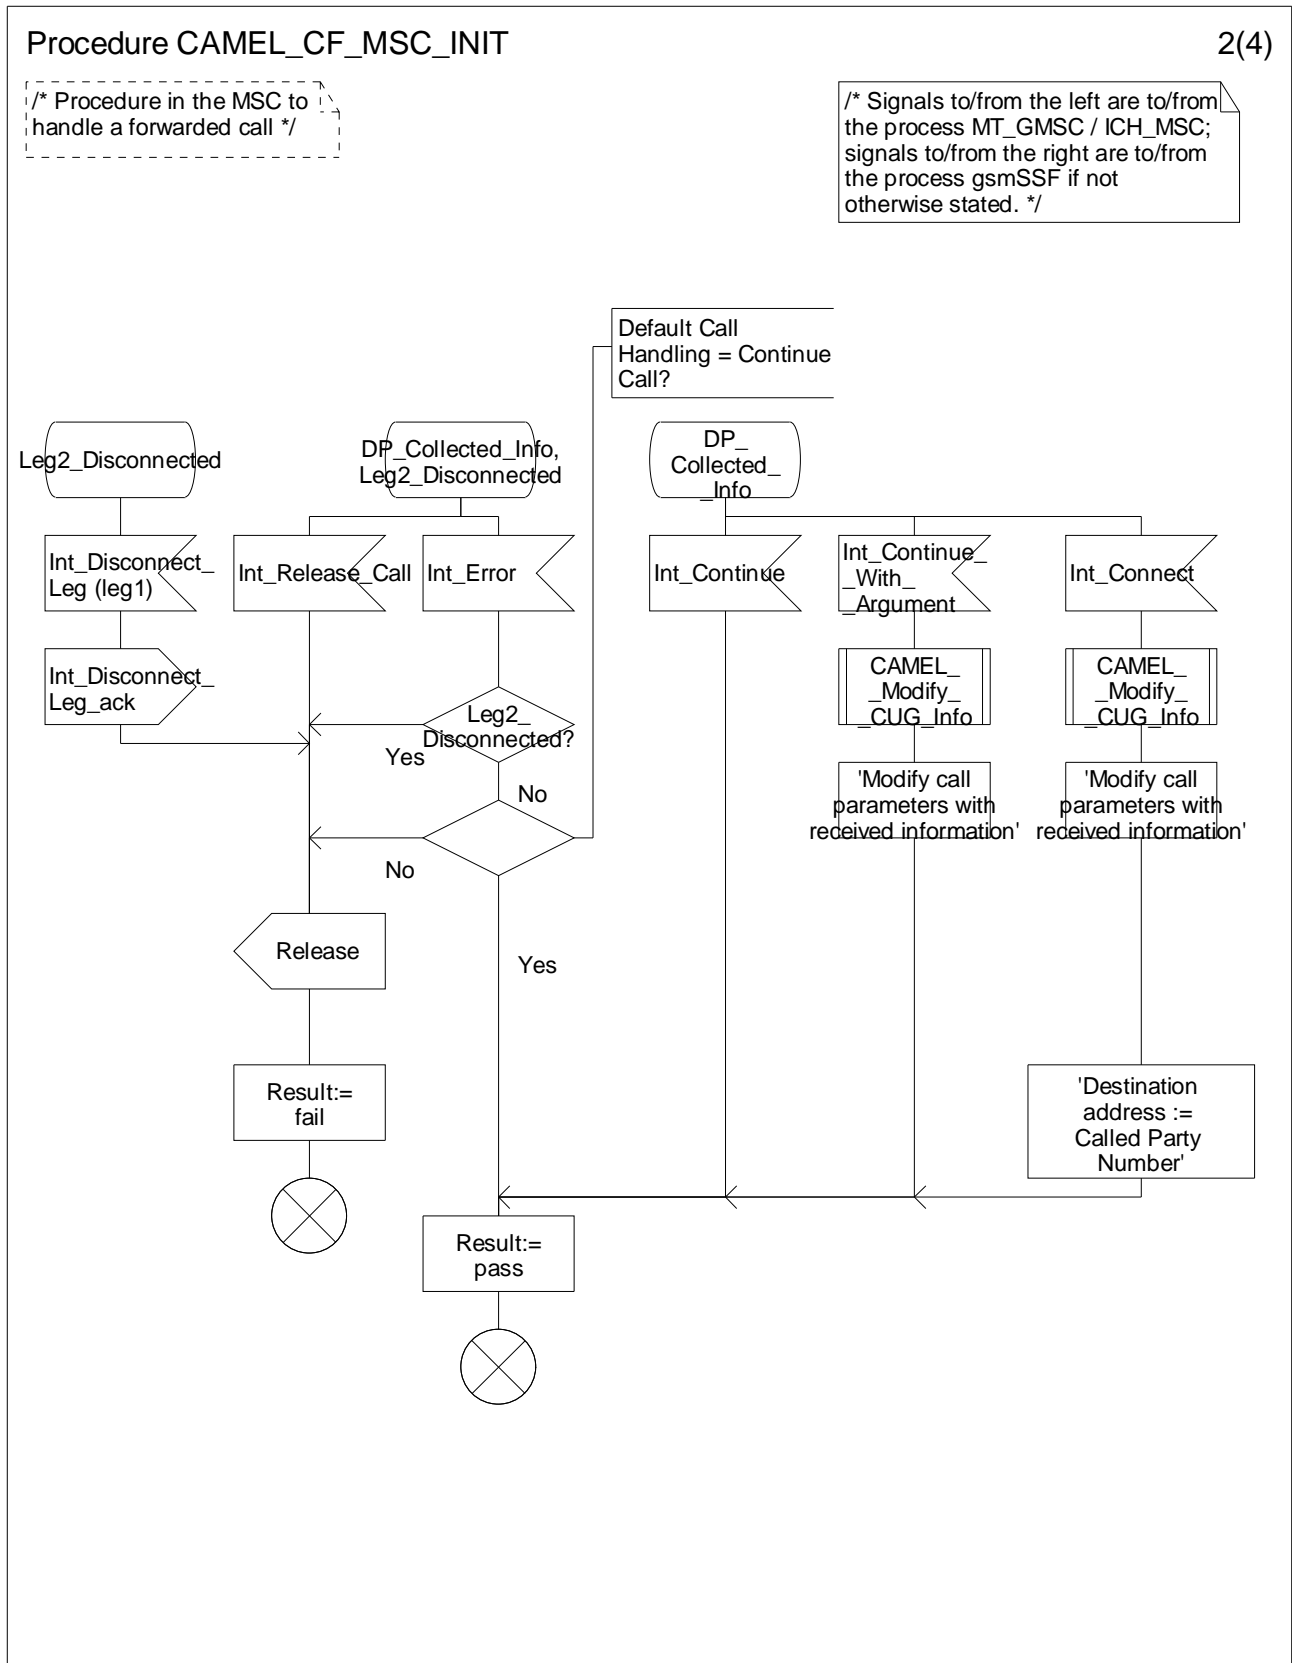 Procedure CAMEL_CF_MSC_INIT
2(4)
/* Procedure in the MSC to
handle a forwarded call */
/* Signals to/from the left are to/from
the process MT_GMSC / ICH_MSC;
signals to/from the right are to/from
the process gsmSSF if not
otherwise stated. */
Default Call
Handling = Continue
Call?
Leg2_Disconnected
DP_Collected_Info,
Leg2_Disconnected
DP_
Collected_
_Info
Int_Disconnect_
Leg (leg1)
Int_Release_Call
Int_Error
Int_Continue
Int_Continue_
_With_
_Argument
Int_Connect
Int_Disconnect_
Leg_ack
Leg2_
Disconnected?
CAMEL_
_Modify_
_CUG_Info
CAMEL_
_Modify_
_CUG_Info
Yes
No
'Modify call
parameters with
received information'
'Modify call
parameters with
received information'
No
Yes
Release
Result:=
fail
'Destination
address :=
Called Party
Number'
Result:=
pass